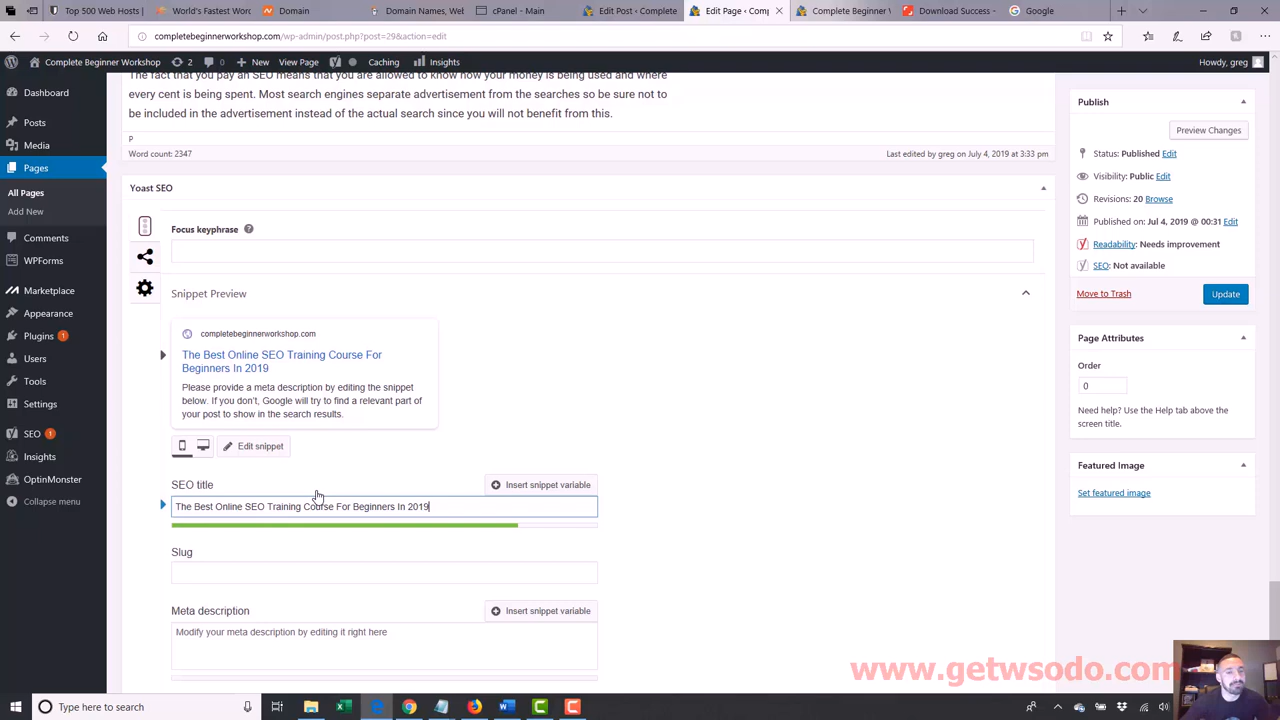 Top 500 Web Hosts |
Domain Names, Wel
cPanel - Main
Edit Post ‹ Complete
Edit Page ‹ Comp
Complete Beginner W
Download Success -
Google
completebeginnerworkshop.com/wp-admin/post.php?post=29&action=edit
Complete Beginner Workshop
2
0
New
View Page
Caching
Insights
Howdy, greg
Dashboard
Posts
Media
Pages
All Pages
Add New
Comments
WPForms
Marketplace
Appearance
Plugins 1
Users
Tools
Settings
SEO 1
Insights
OptinMonster
Collapse menu
The fact that you pay an SEO means that you are allowed to know how your money is being used and where
every cent is being spent. Most search engines separate advertisement from the searches so be sure not to
be included in the advertisement instead of the actual search since you will not benefit from this.
P
Word count: 2347
Last edited by greg on July 4, 2019 at 3:33 pm
Yoast SEO
Focus keyphrase
Snippet Preview
completebeginnerworkshop.com
The Best Online SEO Training Course For
Beginners In 2019
Please provide a meta description by editing the snippet
below. If you don't, Google will try to find a relevant part of
your post to show in the search results.
Edit snippet
SEO title
Insert snippet variable
The Best Online SEO Training Course For Beginners In 2019
Slug
Meta description
Insert snippet variable
Modify your meta description by editing it right here
Publish
Preview Changes
Status: Published Edit
Visibility: Public Edit
Revisions: 20 Browse
Published on: Jul 4, 2019 @ 00:31 Edit
Readability: Needs improvement
SEO: Not available
Move to Trash
Update
Page Attributes
Order
0
Need help? Use the Help tab above the
screen title.
Featured Image
Set featured image
www.getwsodo.com
Type here to search